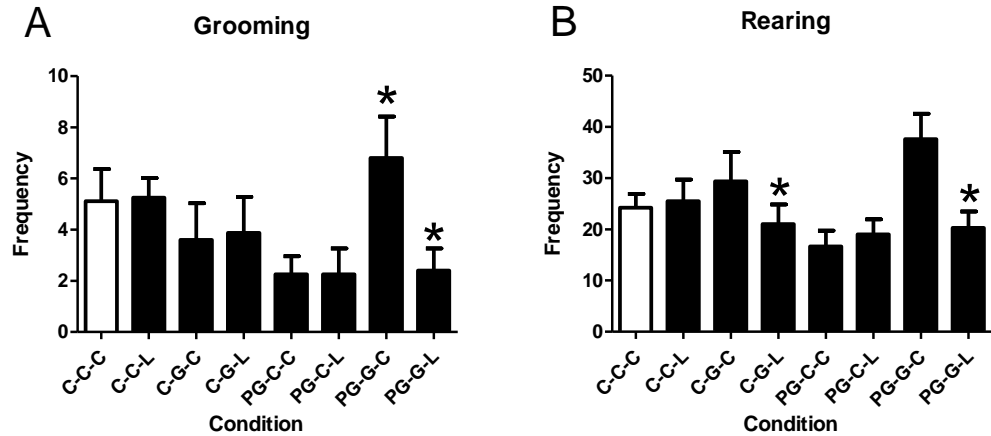 A
Grooming
Frequency
10
8
6
4
2
0
*
*
C-C-C
C-C-L
C-G-C
C-G-L
PG-C-C
PG-C-L
PG-G-C
PG-G-L
Condition
B
Rearing
Frequency
50
40
30
20
10
0
*
*
C-C-C
C-C-L
C-G-C
C-G-L
PG-C-C
PG-C-L
PG-G-C
PG-G-L
Condition